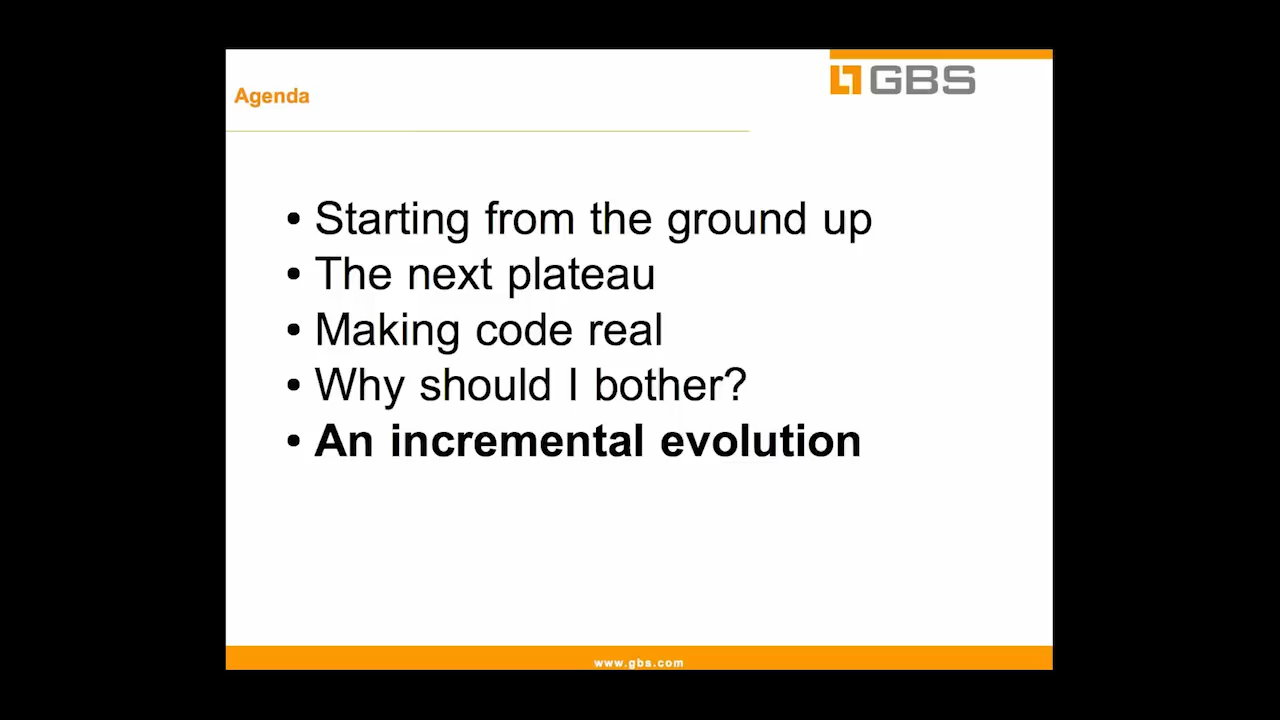 Agenda
GBS
• Starting from the ground up
• The next plateau
• Making code real
• Why should I bother?
• An incremental evolution
www.gbs.com